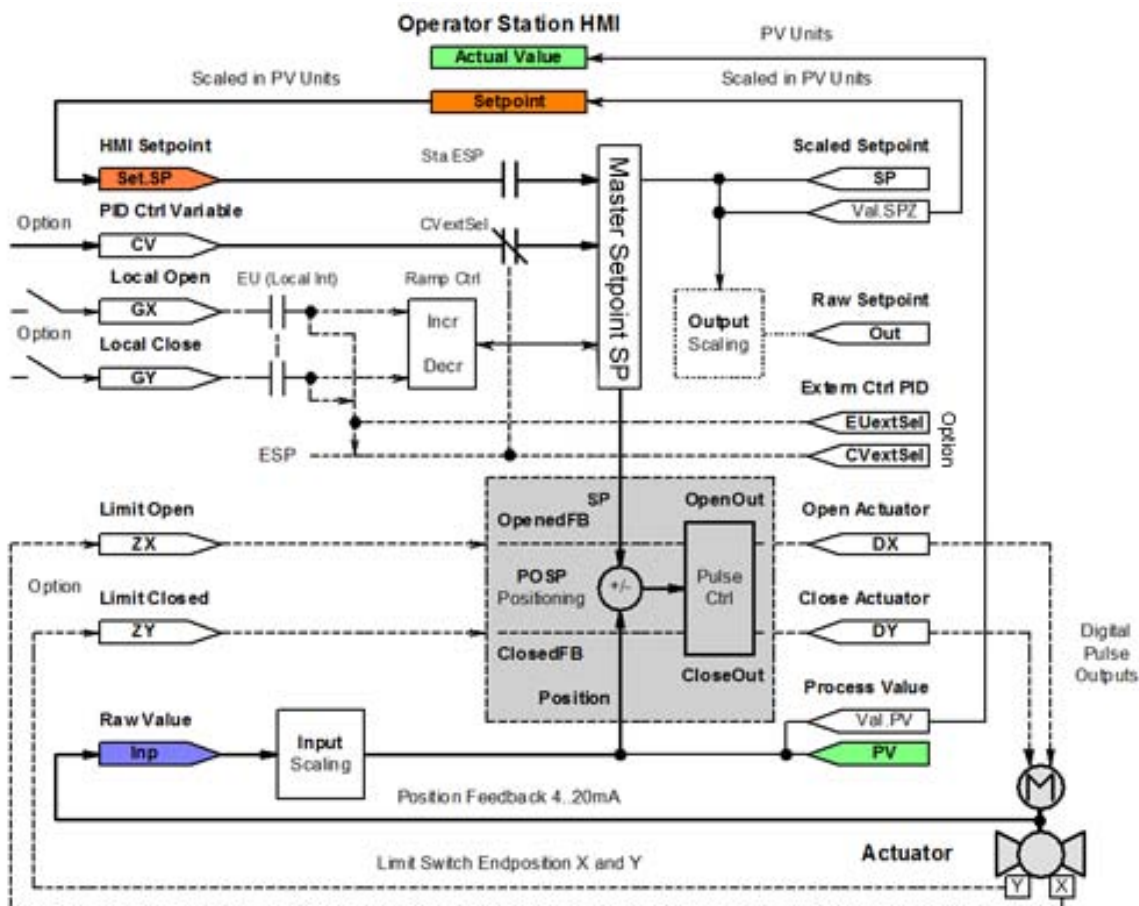 Operator Station HMI
PV Units
Actual Value
Scaled in PV Units
Scaled in PV Units
Setpoint
HMI Setpoint
Sta.ESP
Scaled Setpoint
Set.SP
SP
Option
PID Ctrl Variable
CVextSel
Val.SPZ
CV
Master Setpoint SP
Local Open
EU (Local Int)
Ramp Ctrl
Raw Setpoint
GX
Incr
Output
Scaling
Out
Option
Local Close
GY
Decr
Extern Ctrl PID
EUextSel
Option
ESP
CVextSel
Limit Open
SP
OpenOut
Open Actuator
OpenedFB
ZX
DX
Option
POSP
Positioning
+/-
Pulse
Ctrl
Limit Closed
Close Actuator
ZY
DY
Digital
Pulse
Outputs
ClosedFB
CloseOut
Position
Process Value
Raw Value
Val.PV
Inp
Input
Scaling
PV
Position Feedback 4..20mA
M
Limit Switch Endposition X and Y
Actuator
Y
X